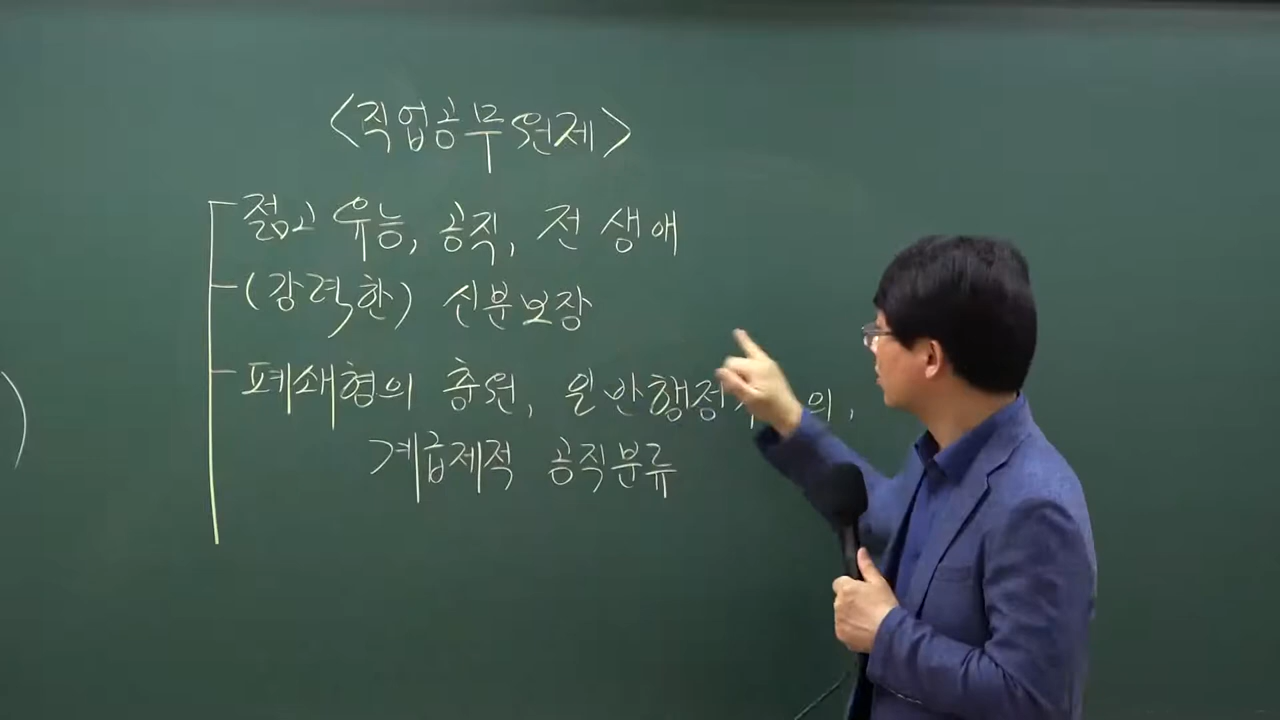 <직업공무원제>
젊고 유능, 공직, 전 생애
(강력한) 신분보장
폐쇄형의 충원, 일반행정 의,
계급제적 공직분류